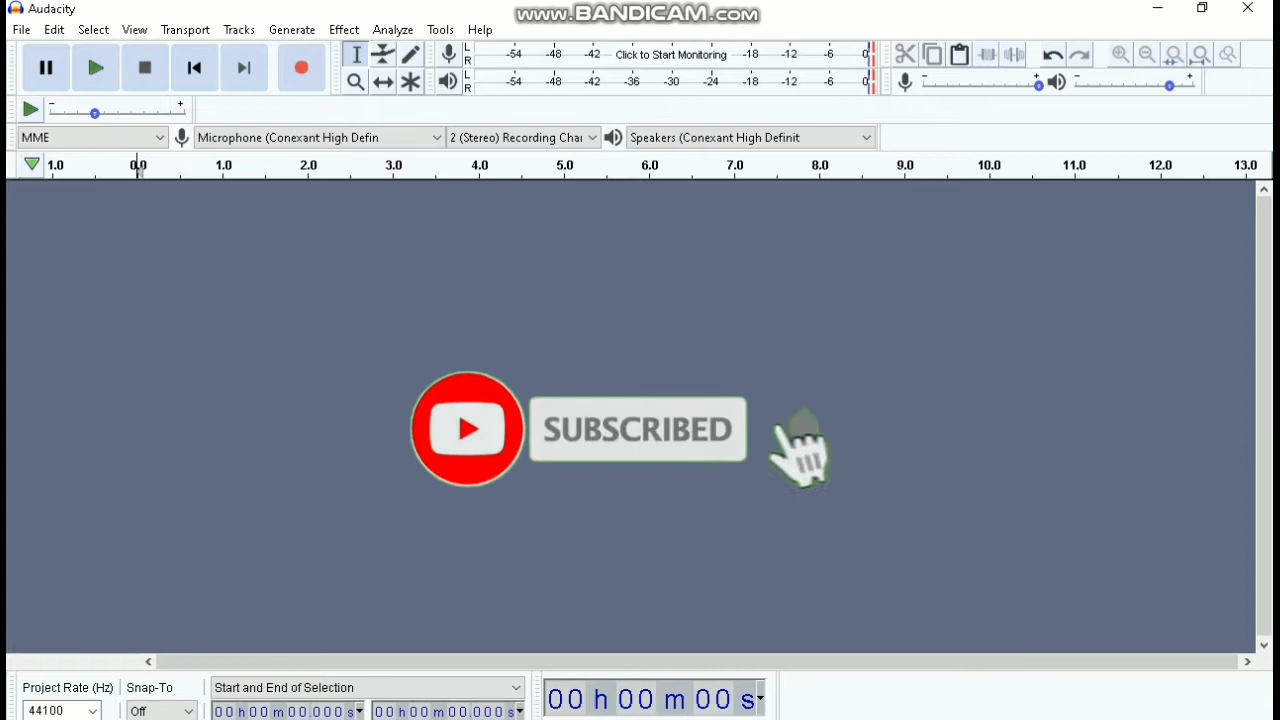 Audacity
www.BANDICAM.com
File Edit Select View Transport Tracks Generate Effect Analyze Tools Help
L R -54 -48 -42 Click to Start Monitoring -18 -12 -6 0
L R -54 -48 -42 -36 -30 -24 -18 -12 -6 0
MME Microphone (Conexant High Defin 2 (Stereo) Recording Chai Speakers (Conexant High Definit
1.0 0.0 1.0 2.0 3.0 4.0 5.0 6.0 7.0 8.0 9.0 10.0 11.0 12.0 13.0
SUBSCRIBED
Project Rate (Hz) Snap-To Start and End of Selection
44100 Off 00 h 00 m 00.000 s 00 h 00 m 00.000 s 00 h 00 m 00 s